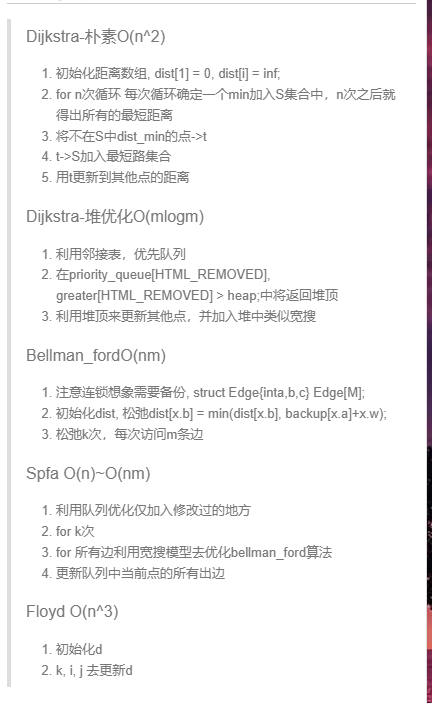 Dijkstra-朴素O(n^2)
1. 初始化距离数组, dist[1] = 0, dist[i] = inf;
2. for n次循环 每次循环确定一个min加入S集合中，n次之后就
得出所有的最短距离
3. 将不在S中dist_min的点->t
4. t->S加入最短路集合
5. 用t更新到其他点的距离
Dijkstra-堆优化O(mlogm)
1. 利用邻接表，优先队列
2. 在priority_queue[HTML_REMOVED],
greater[HTML_REMOVED] > heap;中将返回堆顶
3. 利用堆顶来更新其他点，并加入堆中类似宽搜
Bellman_fordO(nm)
1. 注意连锁想象需要备份, struct Edge{inta,b,c} Edge[M];
2. 初始化dist, 松弛dist[x.b] = min(dist[x.b], backup[x.a]+x.w);
3. 松弛k次，每次访问m条边
Spfa O(n)~O(nm)
1. 利用队列优化仅加入修改过的地方
2. for k次
3. for 所有边利用宽搜模型去优化bellman_ford算法
4. 更新队列中当前点的所有出边
Floyd O(n^3)
1. 初始化d
2. k, i, j 去更新d